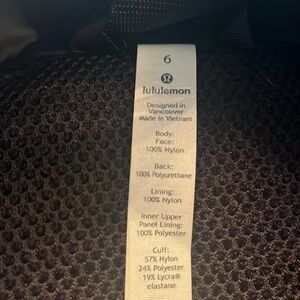 6
lululemon
Designed in
Vancouver
Made in Vietnam
Body:
Face:
100% Nylon
Back:
100% Polyurethane
Lining:
100% Nylon
Inner Upper
Panel Lining:
100% Polyester
Cuff:
57% Nylon
24% Polyester
19% Lycra®
elastane